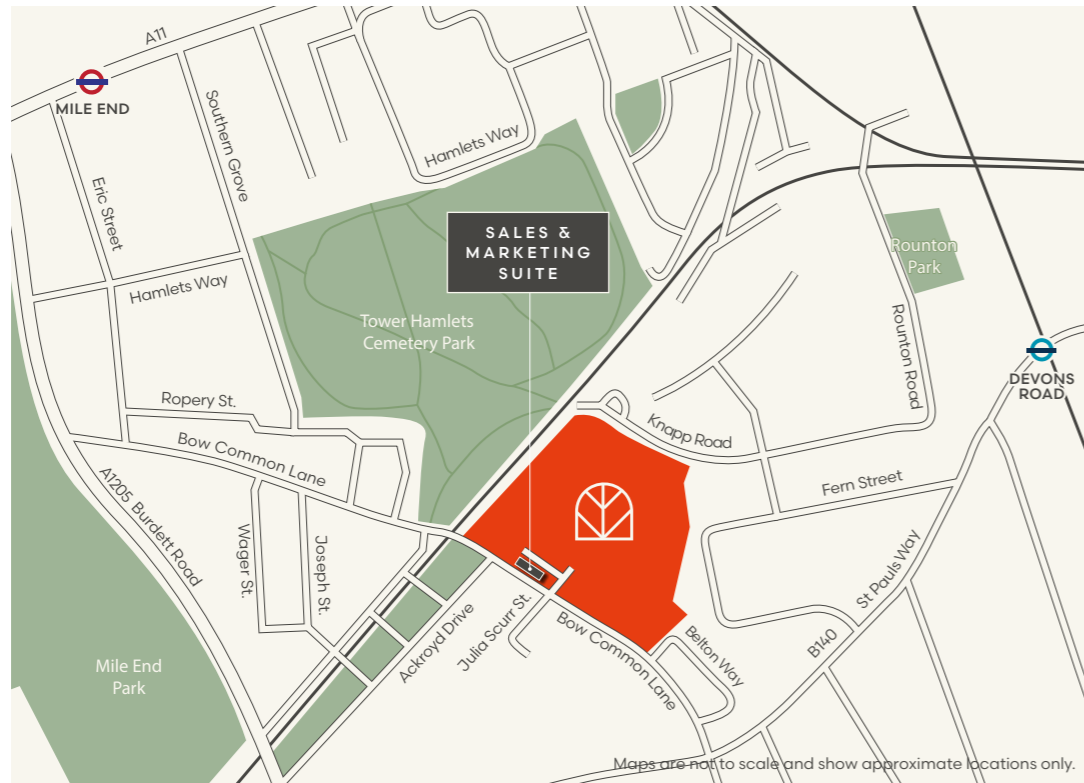 A11
MILE END
Southern Grove
Hamlets Way
Eric Street
SALES &
MARKETING
SUITE
Rounton
Park
Hamlets Way
Tower Hamlets
Cemetery Park
Rounton Road
DEVONS
ROAD
Ropery St.
Knapp Road
Bow Common Lane
Fern Street
A1205 Burdett Road
Wager St.
Joseph St.
St Pauls Way
Ackroyd Drive
Julia Scurr St.
Bow Common Lane
Belton Way
B140
Mile End
Park
Maps are not to scale and show approximate locations only.